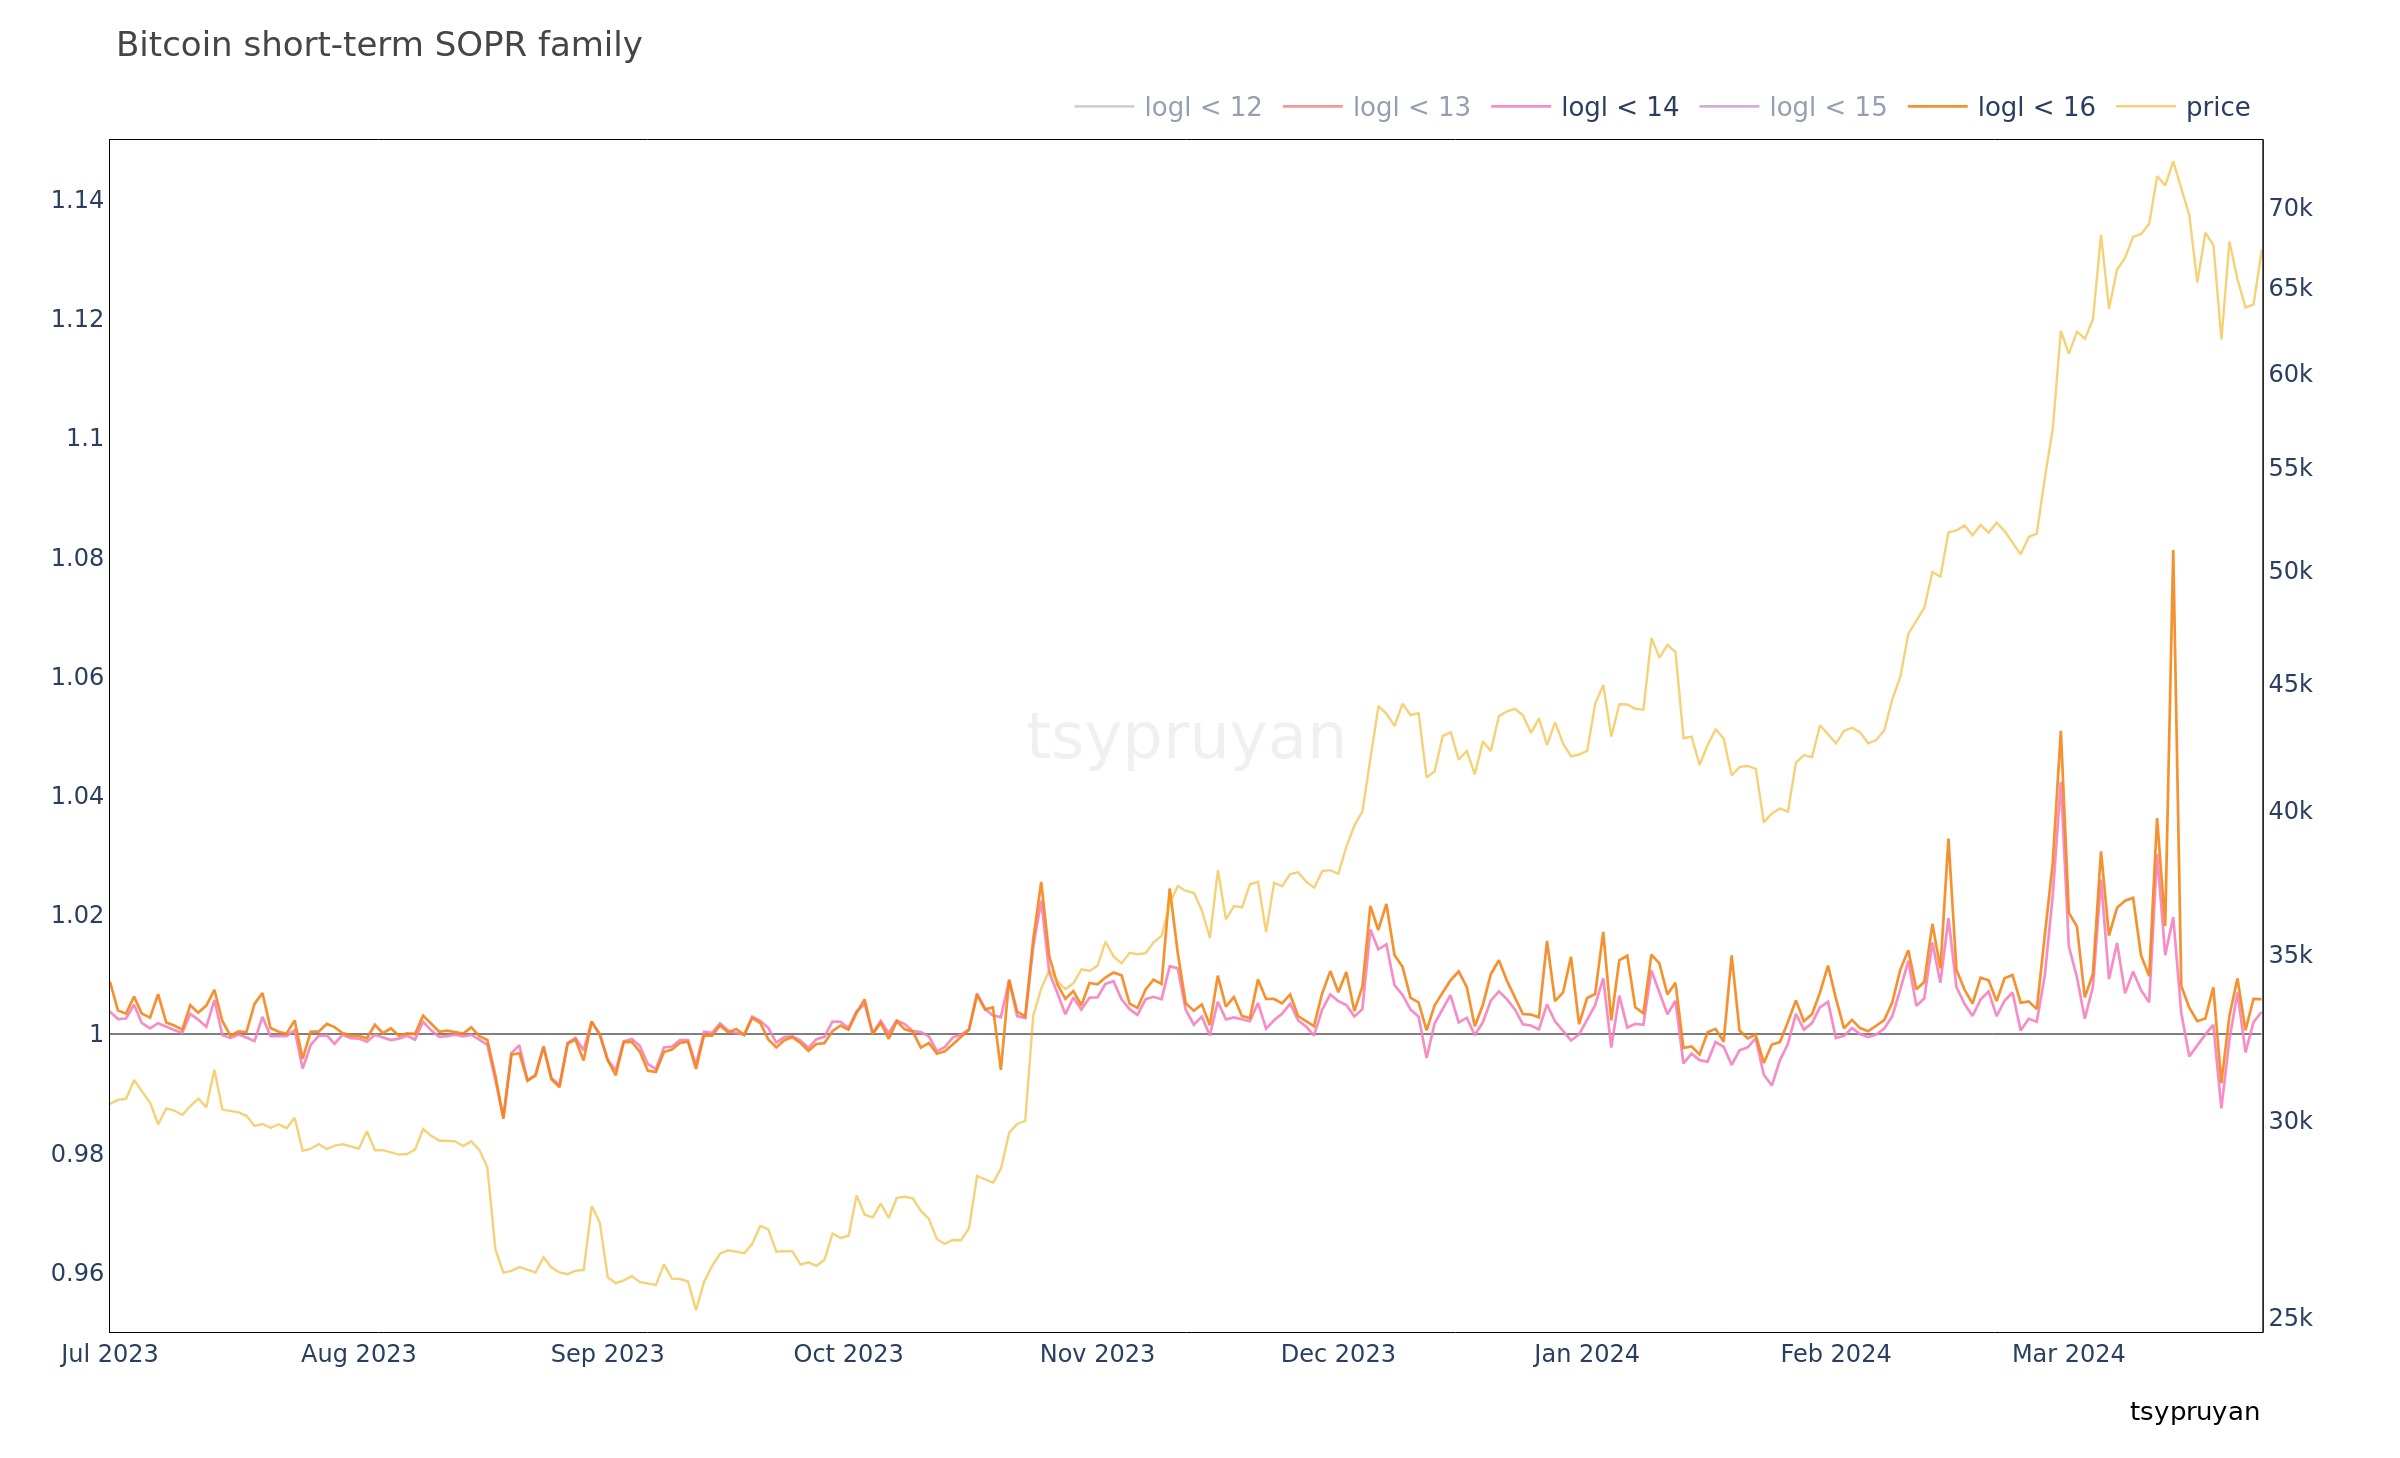 Bitcoin short-term SOPR family
logl < 12 logl < 13 logl < 14 logl < 15 logl < 16 price
1.14
1.12
1.1
1.08
1.06
1.04
1.02
1
0.98
0.96
70k
65k
60k
55k
50k
45k
40k
35k
30k
25k
tsypruyan
Jul 2023 Aug 2023 Sep 2023 Oct 2023 Nov 2023 Dec 2023 Jan 2024 Feb 2024 Mar 2024
tsypruyan